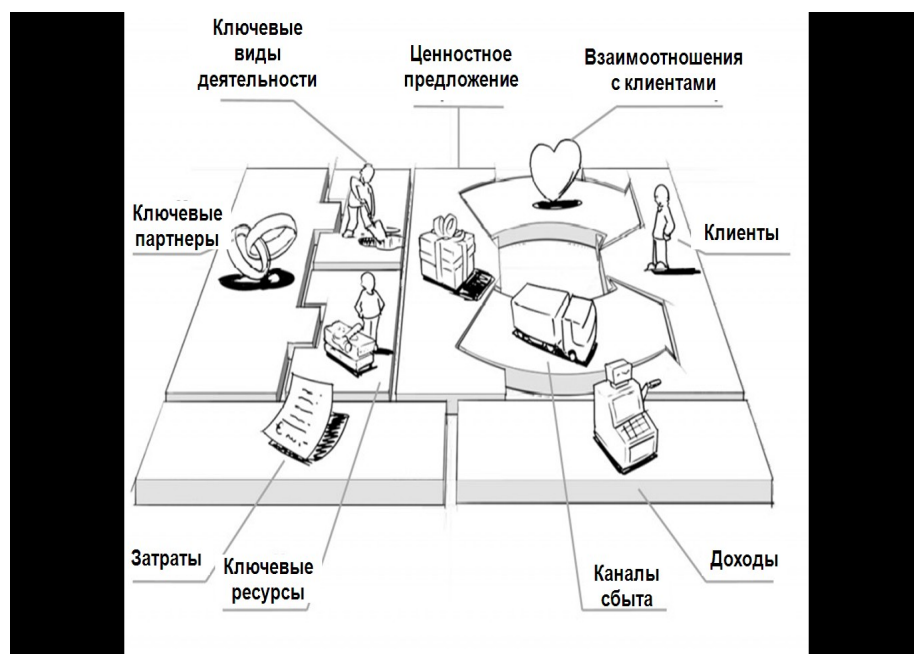 Ключевые
виды
деятельности
Ценностное
предложение
Взаимоотношения
с клиентами
Ключевые
партнеры
Клиенты
Затраты
Ключевые
ресурсы
Каналы
сбыта
Доходы